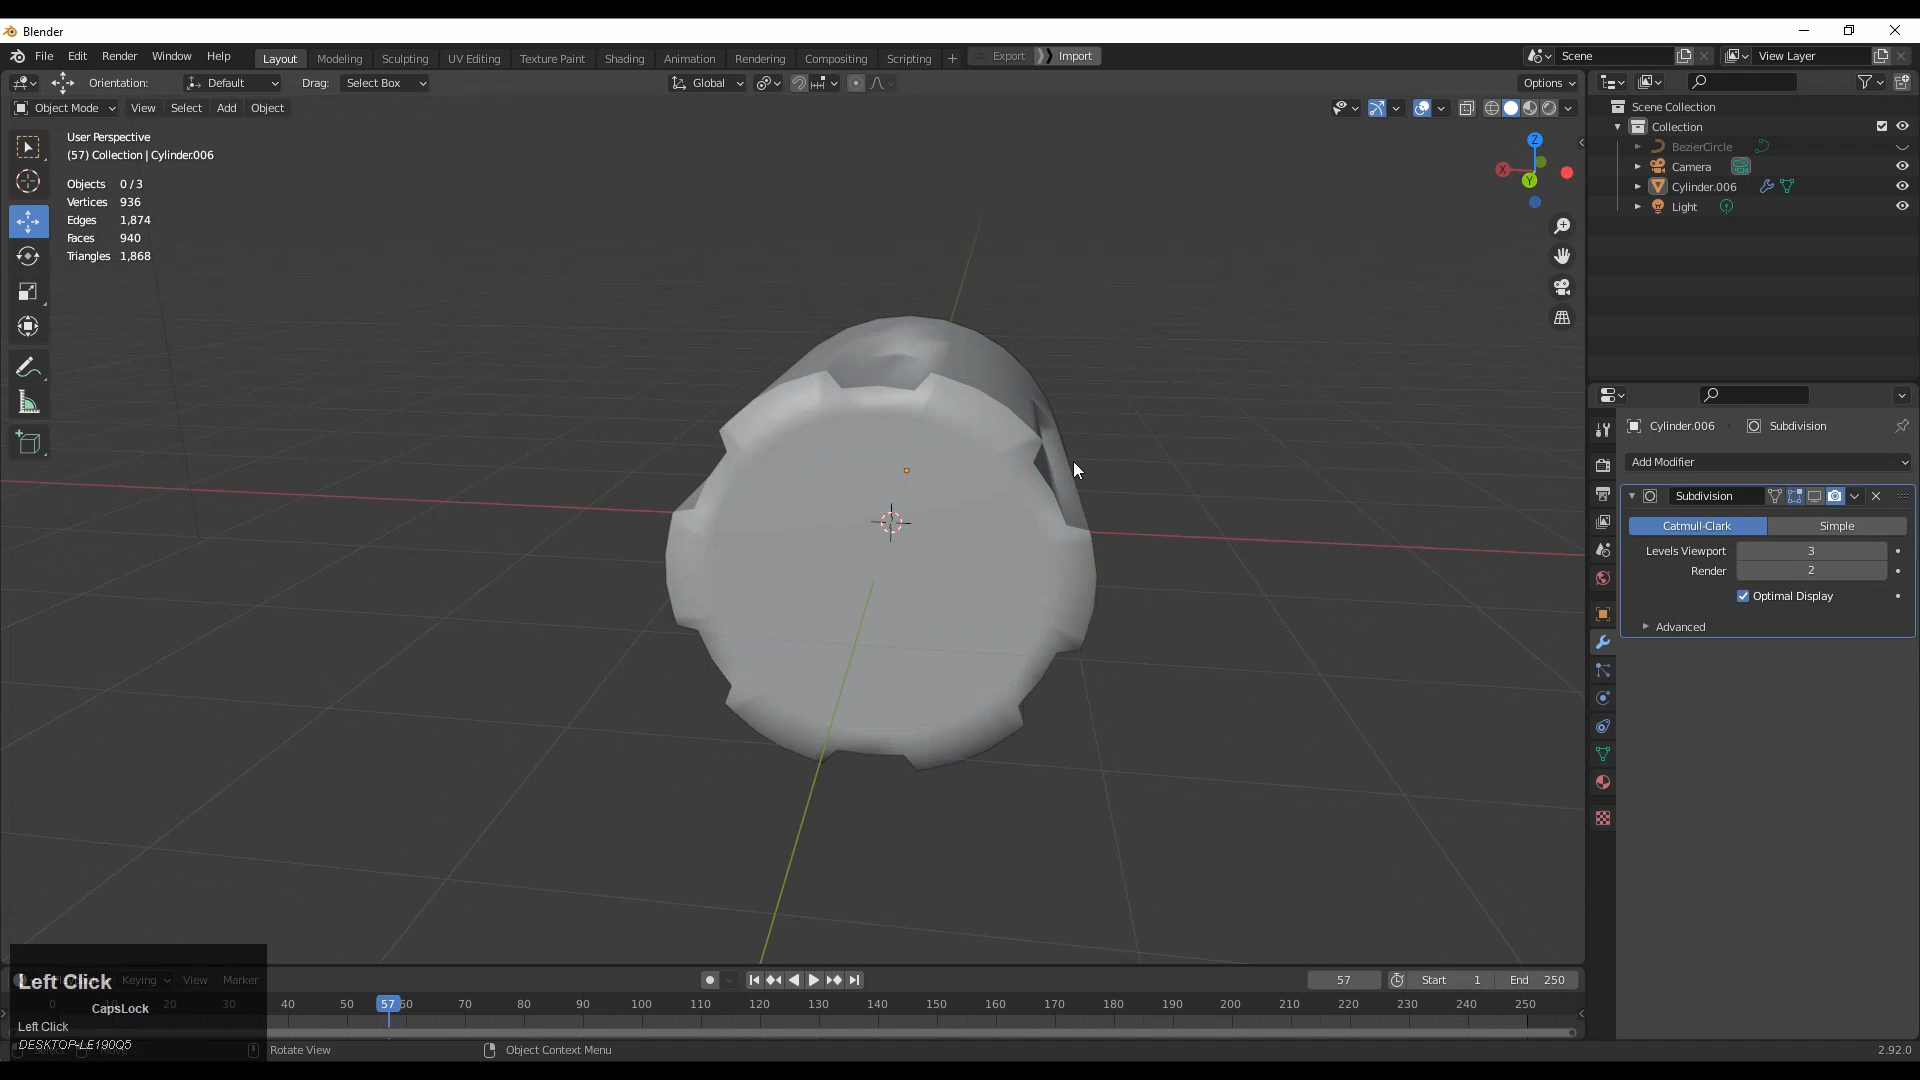 Blender
File Edit Render Window Help Layout Modeling Sculpting UV Editing Texture Paint Shading Animation Rendering Compositing Scripting + Export Import Scene View Layer
Orientation: Default Drag: Select Box Global Options
Object Mode View Select Add Object
User Perspective
(57) Collection | Cylinder.006
Objects 0 / 3
Vertices 936
Edges 1,874
Faces 940
Triangles 1,868
Z
X
Y
Scene Collection
Collection
BezierCircle
Camera
Cylinder.006
Light
Cylinder.006 Subdivision
Add Modifier
Subdivision
Catmull-Clark Simple
Levels Viewport 3
Render 2
Optimal Display
Advanced
Keying View Marker 57 Start 1 End 250
0 20 30 40 50 57 60 70 80 90 100 110 120 130 140 150 160 170 180 190 200 210 220 230 240 250
Left Click
CapsLock
Left Click
DESKTOP-LE190Q5
Select Move Rotate View Object Context Menu 2.92.0